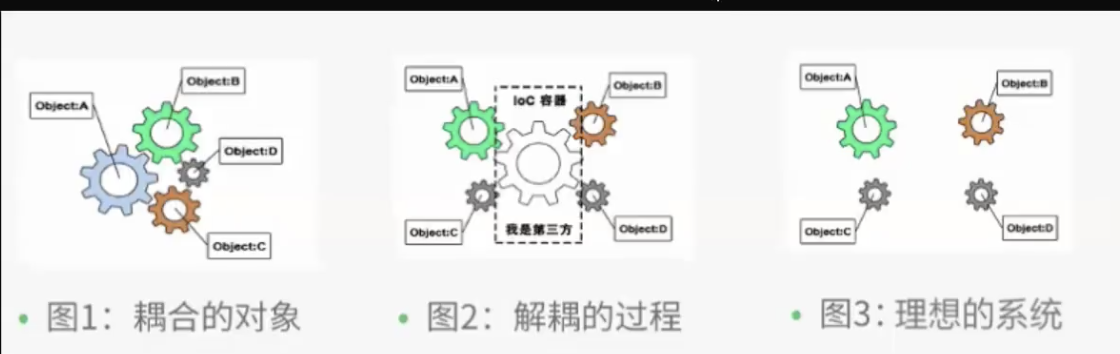 Object:B
Object:A
Object:D
Object:C
Object:A
IoC 容器
Object:B
Object:C
我是第三方
Object:D
Object:A
Object:B
Object:C
Object:D
• 图1：耦合的对象
• 图2：解耦的过程
• 图3：理想的系统